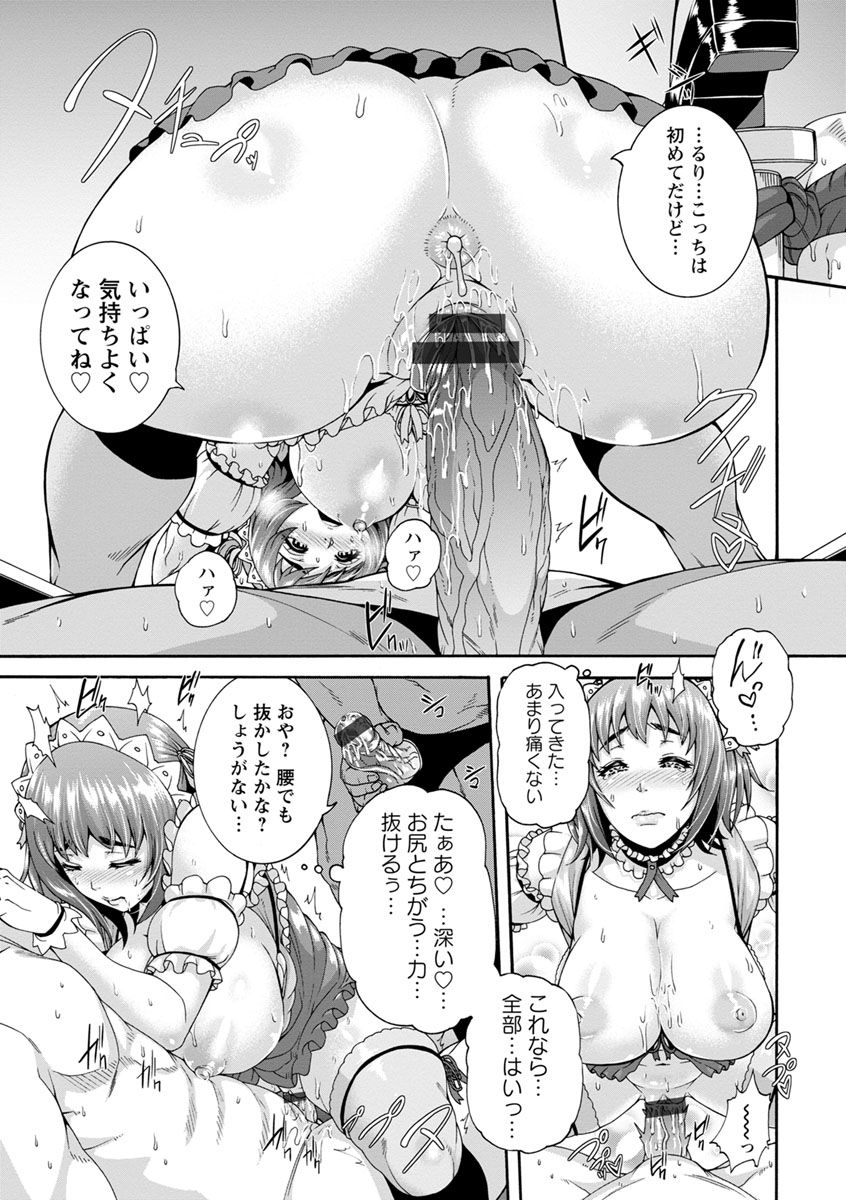 …るり…こっちは
初めてだけど…
いっぱい♡
気持ちよく
なってね♡
ハァ♡
ハァ♡
んっ♡…
入ってきた…
あまり痛くない
これなら…
全部…はいっ…
たぁあ♡…深い♡…
お尻とちがう…力…
抜けるぅ…
おや？腰でも
抜かしたかな？
しょうがない…